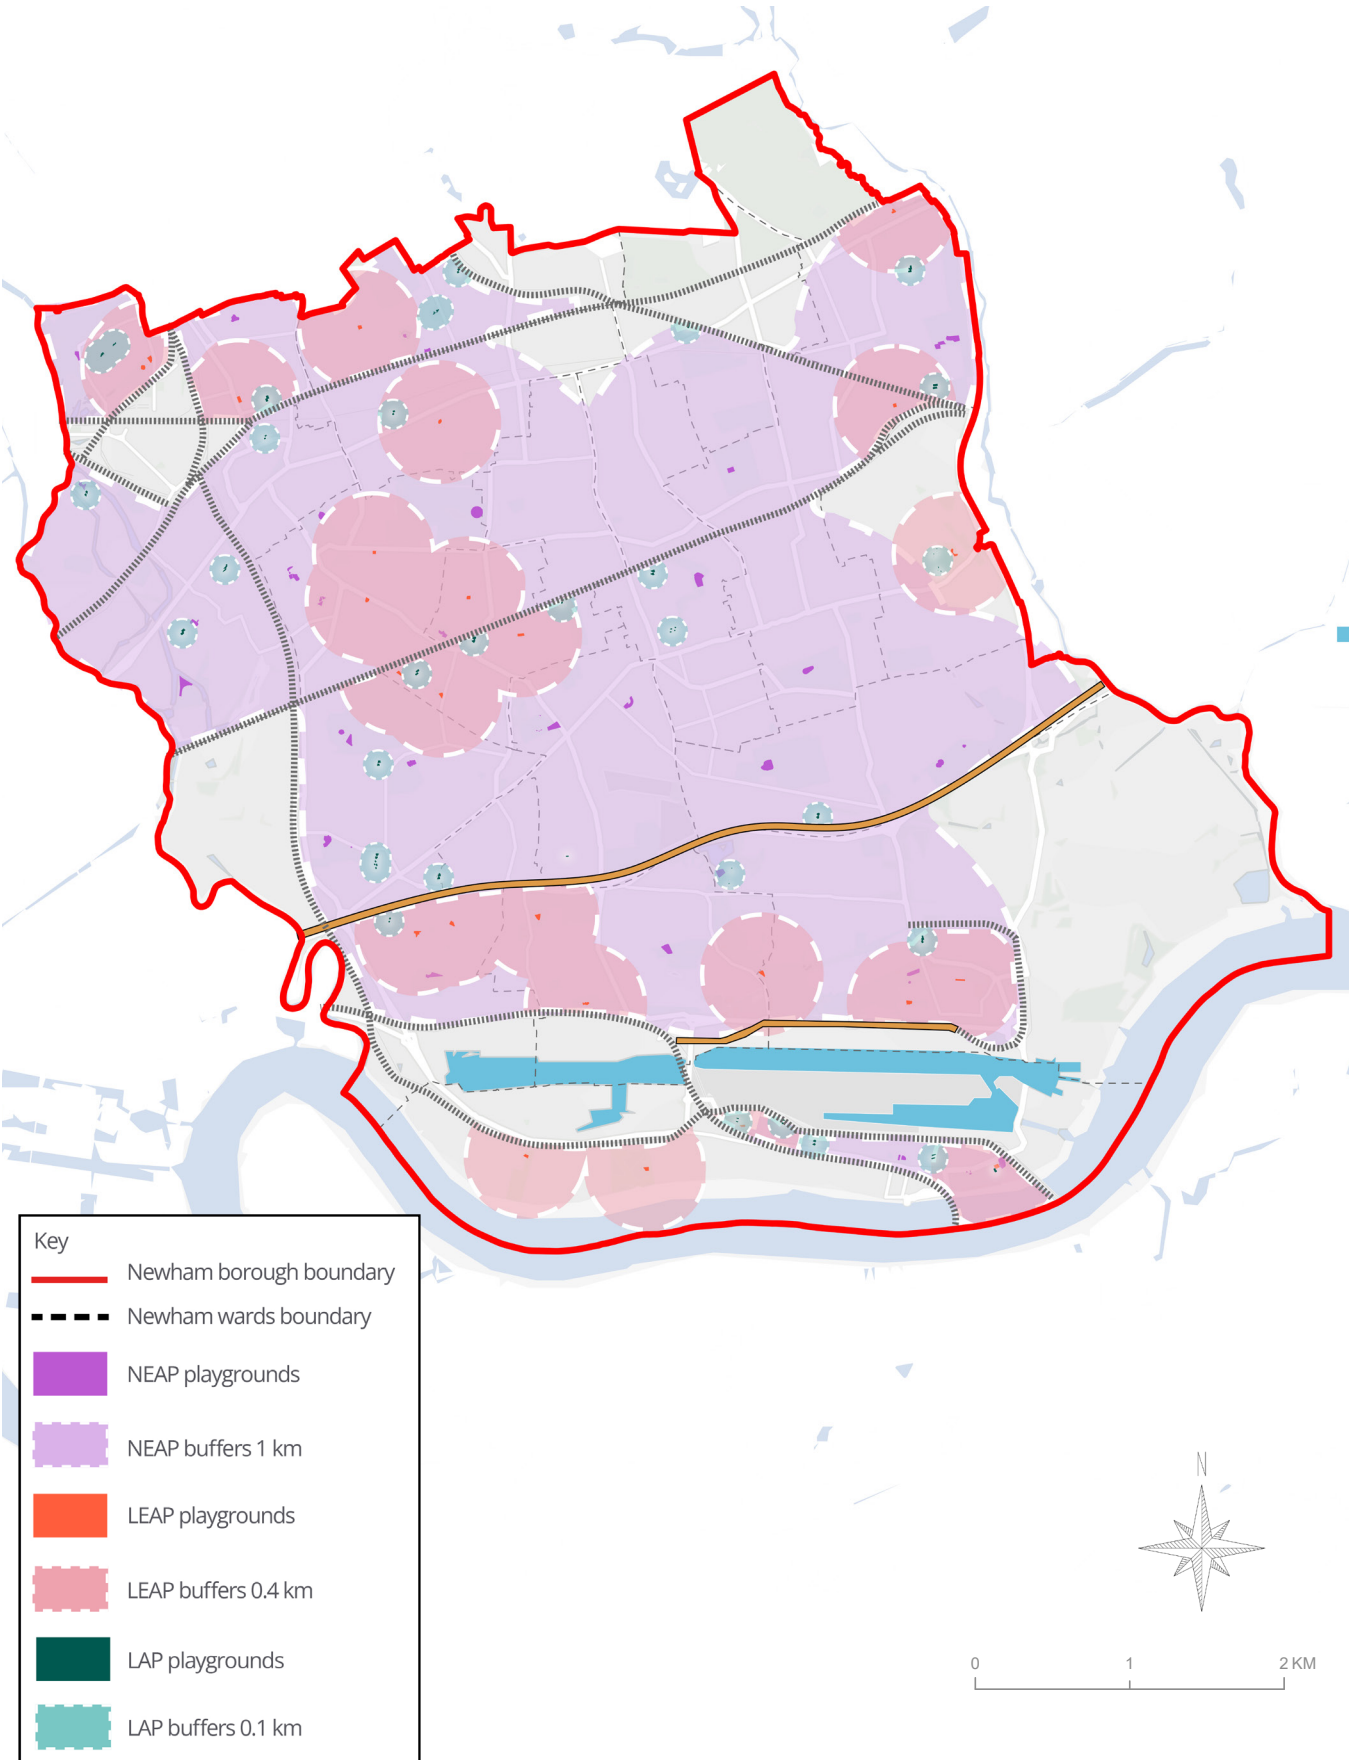 Key
Newham borough boundary
Newham wards boundary
NEAP playgrounds
NEAP buffers 1 km
LEAP playgrounds
LEAP buffers 0.4 km
LAP playgrounds
LAP buffers 0.1 km
N
0 1 2 KM